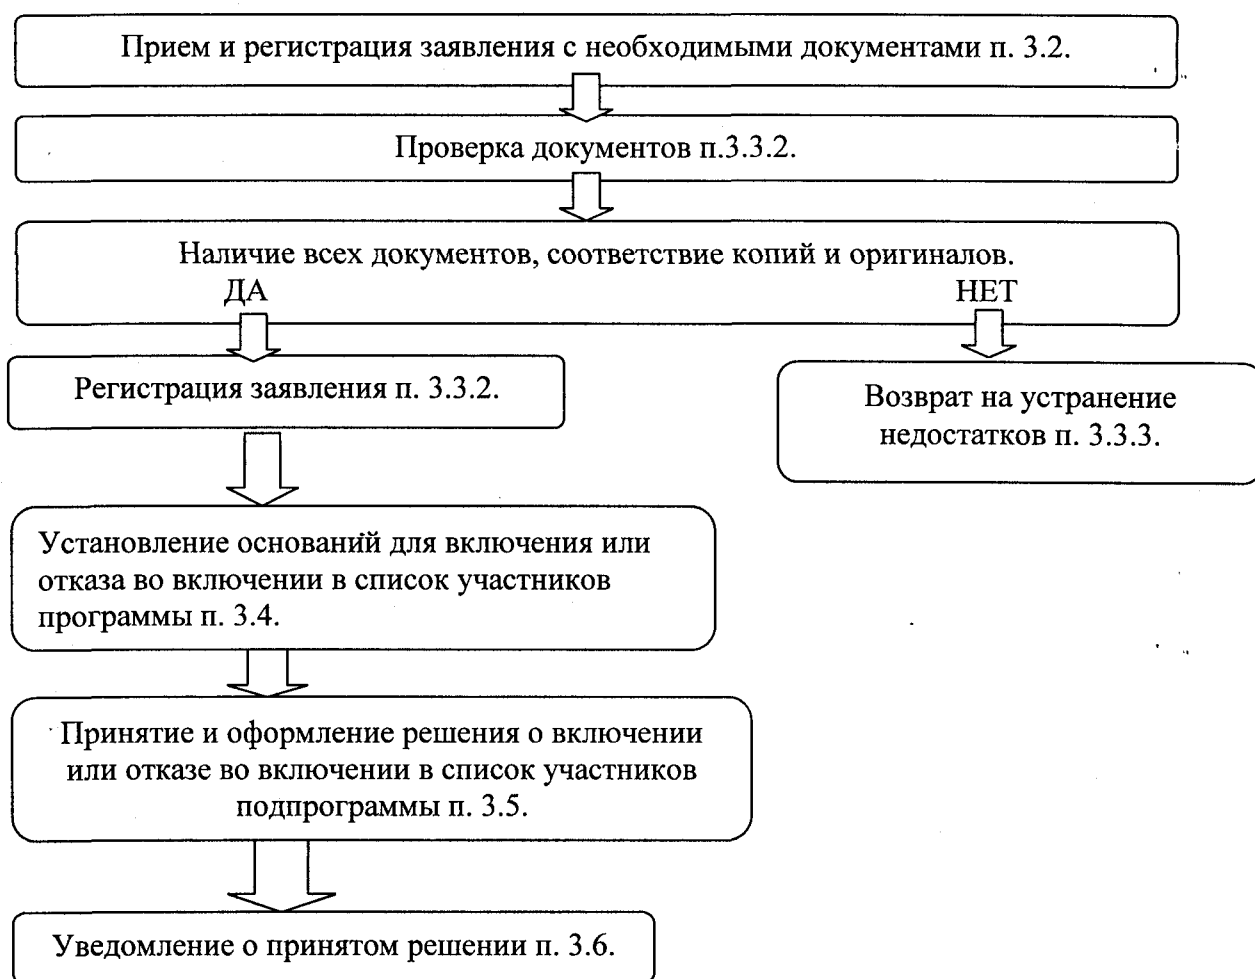 Прием и регистрация заявления с необходимыми документами п. 3.2.
Проверка документов п.3.3.2.
Наличие всех документов, соответствие копий и оригиналов.
ДА НЕТ
Регистрация заявления п. 3.3.2.
Возврат на устранение
недостатков п. 3.3.3.
Установление оснований для включения или
отказа во включении в список участников
программы п. 3.4.
Принятие и оформление решения о включении
или отказе во включении в список участников
подпрограммы п. 3.5.
Уведомление о принятом решении п. 3.6.